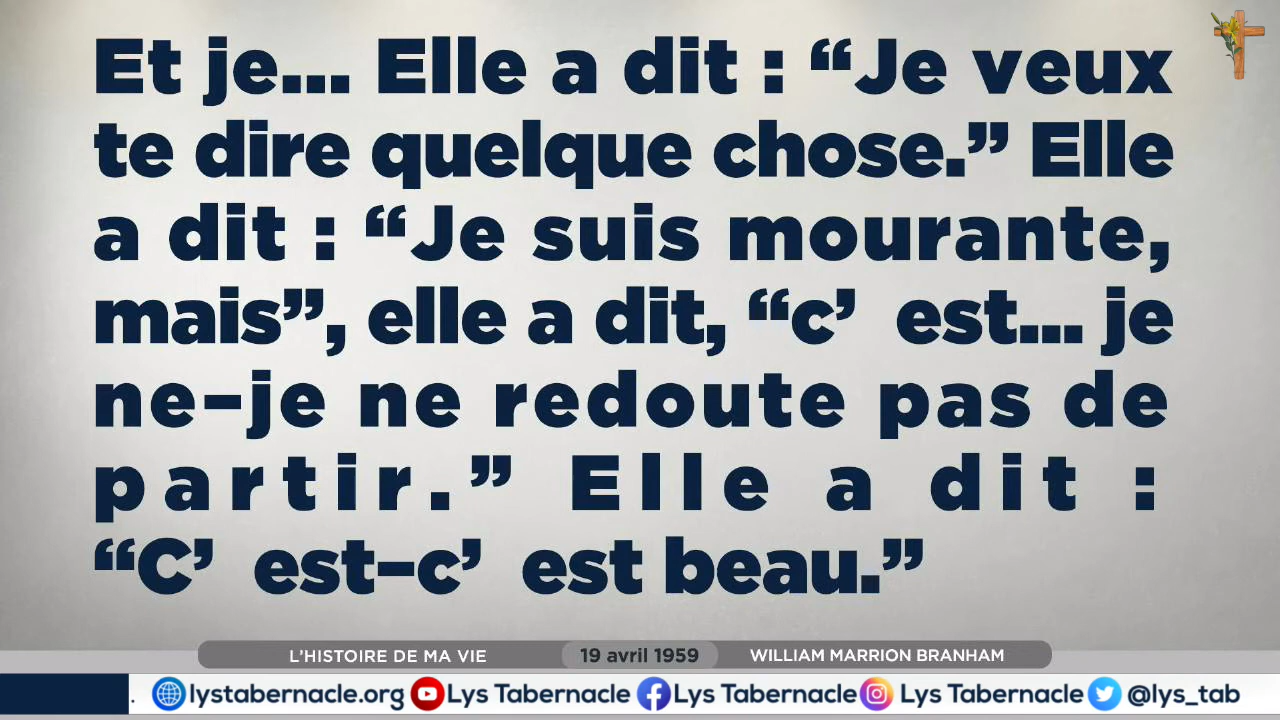 Et je... Elle a dit : “Je veux
te dire quelque chose.” Elle
a dit : “Je suis mourante,
mais”, elle a dit, “c’ est... je
ne–je ne redoute pas de
partir.” Elle a dit :
“C’ est–c’ est beau.”
L’HISTOIRE DE MA VIE 19 avril 1959 WILLIAM MARRION BRANHAM
. lystabernacle.org Lys Tabernacle Lys Tabernacle Lys Tabernacle @lys_tab